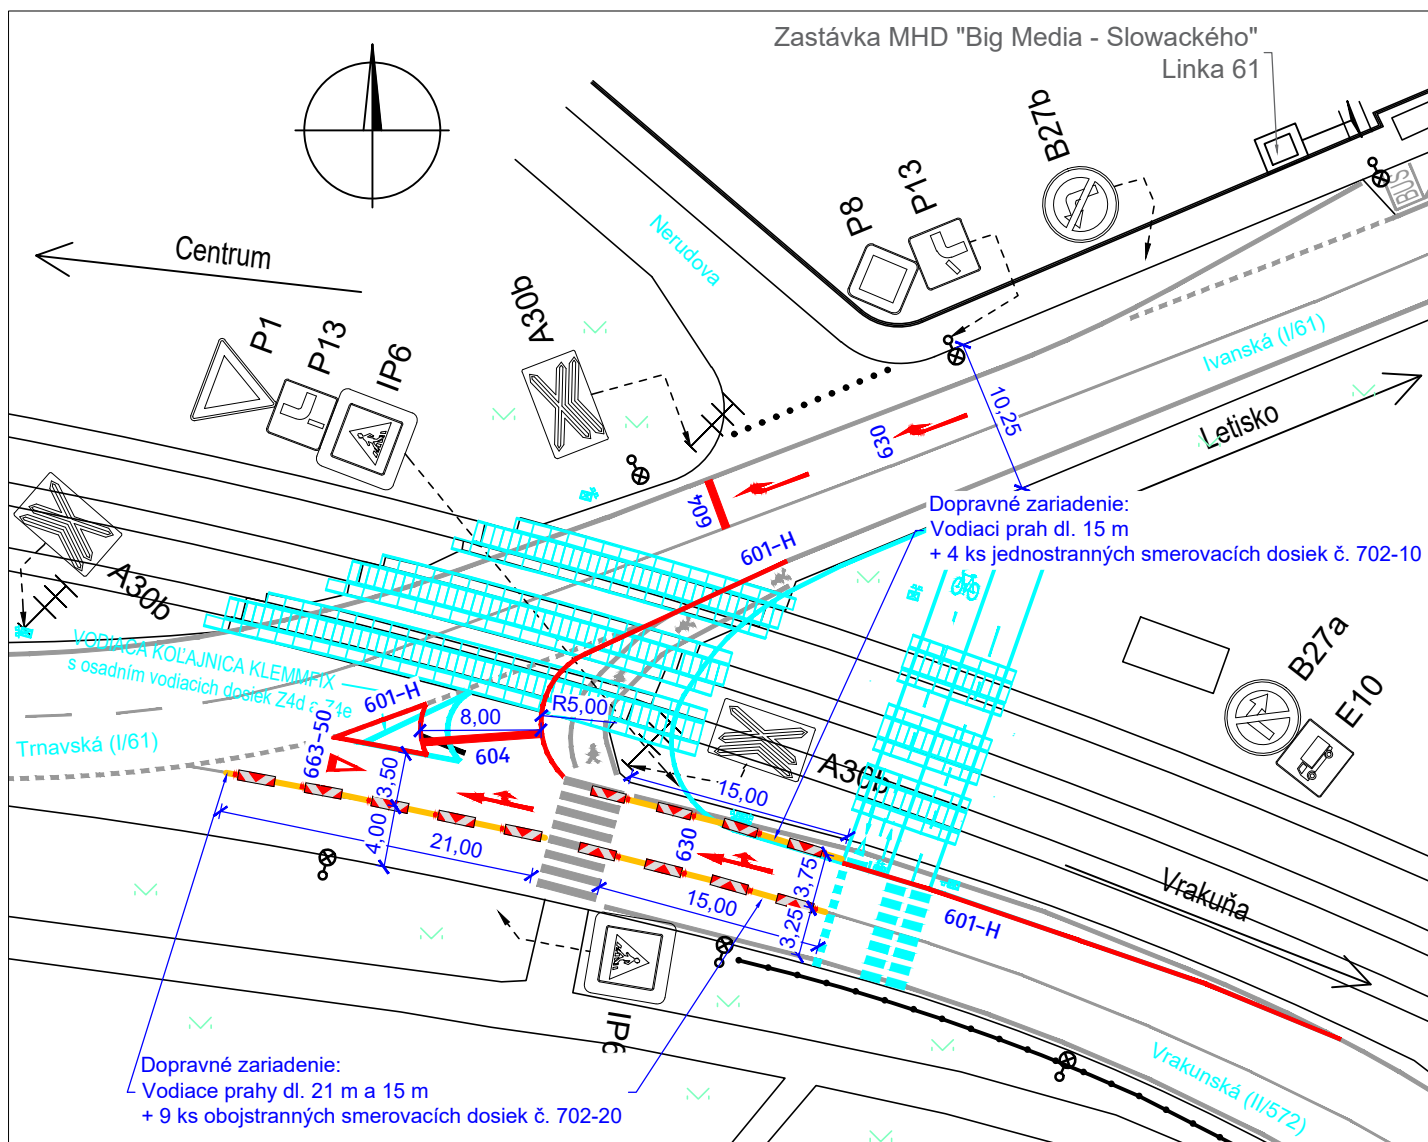 Zastávka MHD "Big Media - Slowackého"
Linka 61
B27b
P13
P8
BUS
Nerudova
Centrum
A30b
P1
P13
IP6
Ivanská (I/61)
10,25
Letisko
630
604
Dopravné zariadenie:
Vodiaci prah dl. 15 m
+ 4 ks jednostranných smerovacích dosiek č. 702-10
601-H
A30b
VODIACA KOĽAJNICA KLEMMFIX
s osadním vodiacich dosiek Z4d a Z4e
601-H
663-50
8,00
R5,00
604
Trnavská (I/61)
3,50
4,00
21,00
A30b
15,00
B27a
E10
630
3,75
15,00
3,25
601-H
Vrakuňa
IP6
Vrakunská (II/572)
Dopravné zariadenie:
Vodiace prahy dl. 21 m a 15 m
+ 9 ks obojstranných smerovacích dosiek č. 702-20